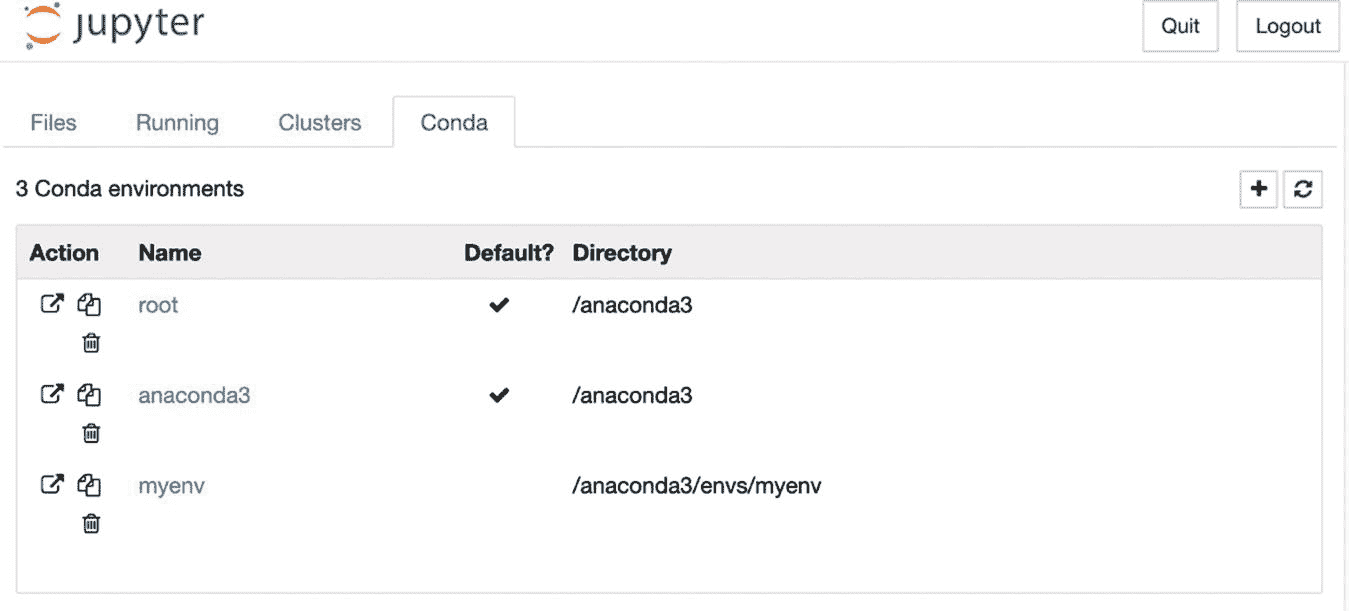 jupyter Quit Logout
Files Running Clusters Conda
3 Conda environments
Action Name Default? Directory
root /anaconda3
anaconda3 /anaconda3
myenv /anaconda3/envs/myenv